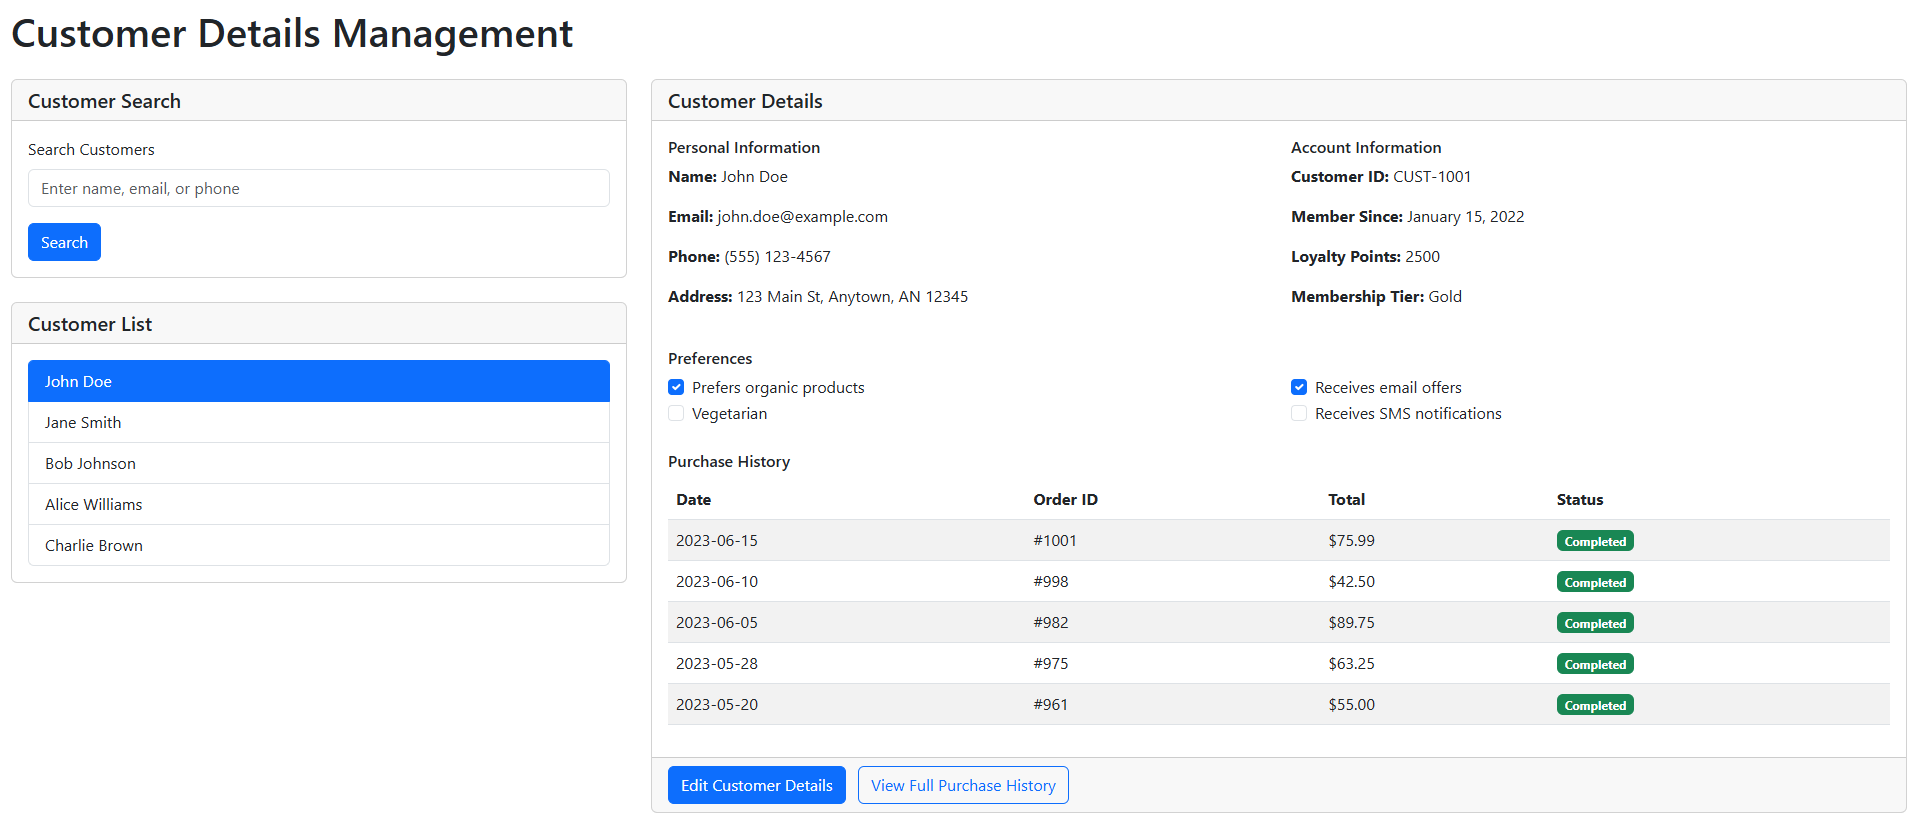 Customer Details Management
Customer Search
Search Customers
Enter name, email, or phone
Search
Customer List
John Doe
Jane Smith
Bob Johnson
Alice Williams
Charlie Brown
Customer Details
Personal Information
Name: John Doe
Email: john.doe@example.com
Phone: (555) 123-4567
Address: 123 Main St, Anytown, AN 12345
Account Information
Customer ID: CUST-1001
Member Since: January 15, 2022
Loyalty Points: 2500
Membership Tier: Gold
Preferences
Prefers organic products
Vegetarian
Receives email offers
Receives SMS notifications
Purchase History
Date Order ID Total Status
2023-06-15 #1001 $75.99 Completed
2023-06-10 #998 $42.50 Completed
2023-06-05 #982 $89.75 Completed
2023-05-28 #975 $63.25 Completed
2023-05-20 #961 $55.00 Completed
Edit Customer Details View Full Purchase History